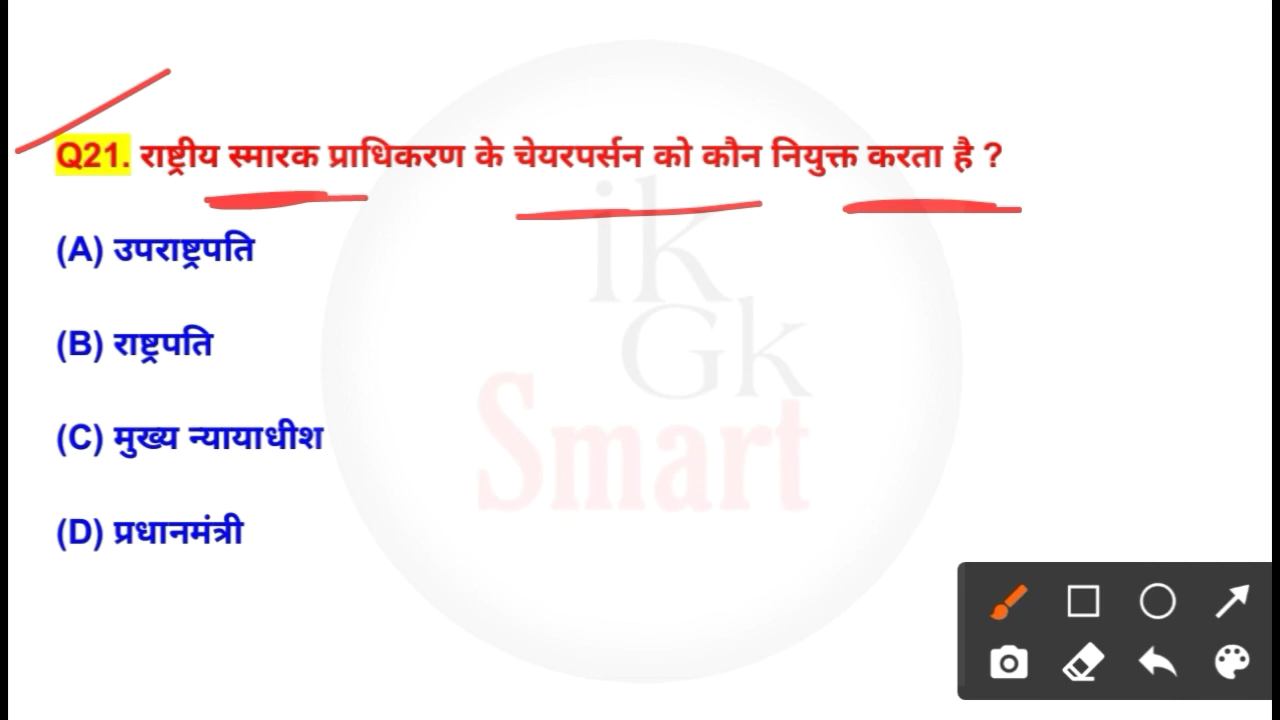 Q21. राष्ट्रीय स्मारक प्राधिकरण के चेयरपर्सन को कौन नियुक्त करता है ?
(A) उपराष्ट्रपति
(B) राष्ट्रपति
(C) मुख्य न्यायाधीश
(D) प्रधानमंत्री
ik
Gk
Smart